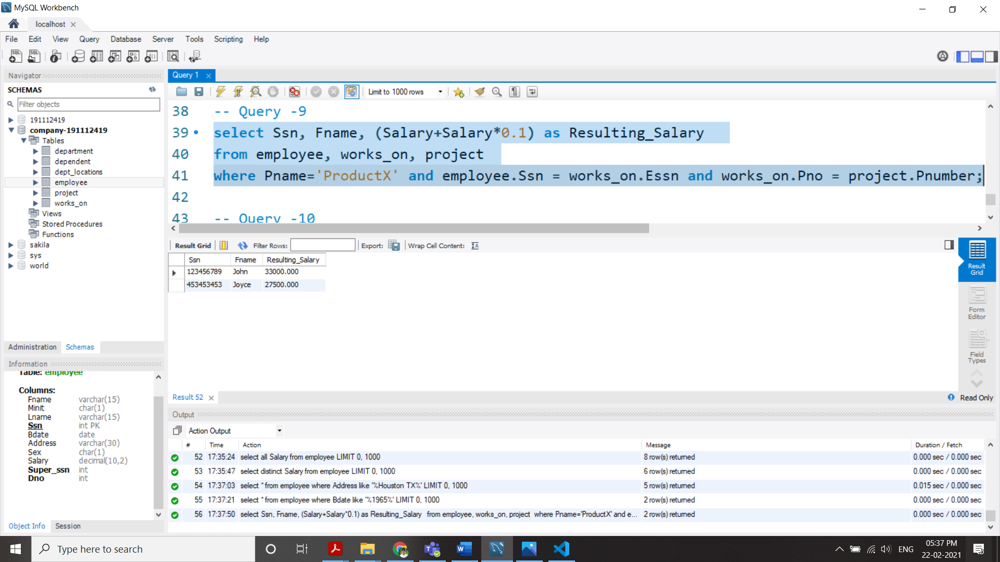 MySQL Workbench
localhost
File Edit View Query Database Server Tools Scripting Help
Navigator
SCHEMAS
Filter objects
191112419
company-191112419
Tables
department
dependent
dept_locations
employee
project
works_on
Views
Stored Procedures
Functions
sakila
sys
world
Administration Schemas
Information
Table: employee
Columns:
Fname varchar(15)
Minit char(1)
Lname varchar(15)
Ssn int PK
Bdate date
Address varchar(30)
Sex char(1)
Salary decimal(10,2)
Super_ssn int
Dno int
Object Info Session
Query 1
Limit to 1000 rows
38 -- Query -9
39 select Ssn, Fname, (Salary+Salary*0.1) as Resulting_Salary
40 from employee, works_on, project
41 where Pname='ProductX' and employee.Ssn = works_on.Essn and works_on.Pno = project.Pnumber;
42
43 -- Query -10
Result Grid Filter Rows: Export: Wrap Cell Content:
Ssn Fname Resulting_Salary
123456789 John 33000.000
453453453 Joyce 27500.000
Result Grid
Form Editor
Field Types
Result 52
Read Only
Output
Action Output
# Time Action Message Duration / Fetch
52 17:35:24 select all Salary from employee LIMIT 0, 1000 8 row(s) returned 0.000 sec / 0.000 sec
53 17:35:47 select distinct Salary from employee LIMIT 0, 1000 6 row(s) returned 0.000 sec / 0.000 sec
54 17:37:03 select * from employee where Address like '%Houston TX%' LIMIT 0, 1000 5 row(s) returned 0.015 sec / 0.000 sec
55 17:37:21 select * from employee where Bdate like '%1965%' LIMIT 0, 1000 2 row(s) returned 0.000 sec / 0.000 sec
56 17:37:50 select Ssn, Fname, (Salary+Salary*0.1) as Resulting_Salary from employee, works_on, project where Pname='ProductX' and e... 2 row(s) returned 0.000 sec / 0.000 sec
Type here to search
ENG
05:37 PM
22-02-2021